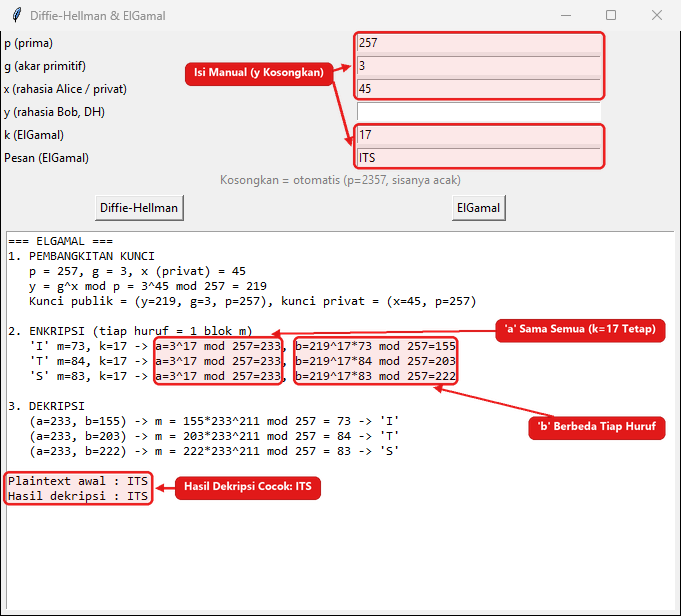 Diffie-Hellman & ElGamal
p (prima) 257
g (akar primitif) 3
Isi Manual (y Kosongkan)
x (rahasia Alice / privat) 45
y (rahasia Bob, DH)
k (ElGamal) 17
Pesan (ElGamal) ITS
Kosongkan = otomatis (p=2357, sisanya acak)
Diffie-Hellman ElGamal
=== ELGAMAL ===
1. PEMBANGKITAN KUNCI
p = 257, g = 3, x (privat) = 45
y = g^x mod p = 3^45 mod 257 = 219
Kunci publik = (y=219, g=3, p=257), kunci privat = (x=45, p=257)
2. ENKRIPSI (tiap huruf = 1 blok m)
'a' Sama Semua (k=17 Tetap)
'I' m=73, k=17 -> a=3^17 mod 257=233, b=219^17*73 mod 257=155
'T' m=84, k=17 -> a=3^17 mod 257=233, b=219^17*84 mod 257=203
'S' m=83, k=17 -> a=3^17 mod 257=233, b=219^17*83 mod 257=222
3. DEKRIPSI
(a=233, b=155) -> m = 155*233^211 mod 257 = 73 -> 'I'
'b' Berbeda Tiap Huruf
(a=233, b=203) -> m = 203*233^211 mod 257 = 84 -> 'T'
(a=233, b=222) -> m = 222*233^211 mod 257 = 83 -> 'S'
Plaintext awal : ITS
Hasil Dekripsi Cocok: ITS
Hasil dekripsi : ITS